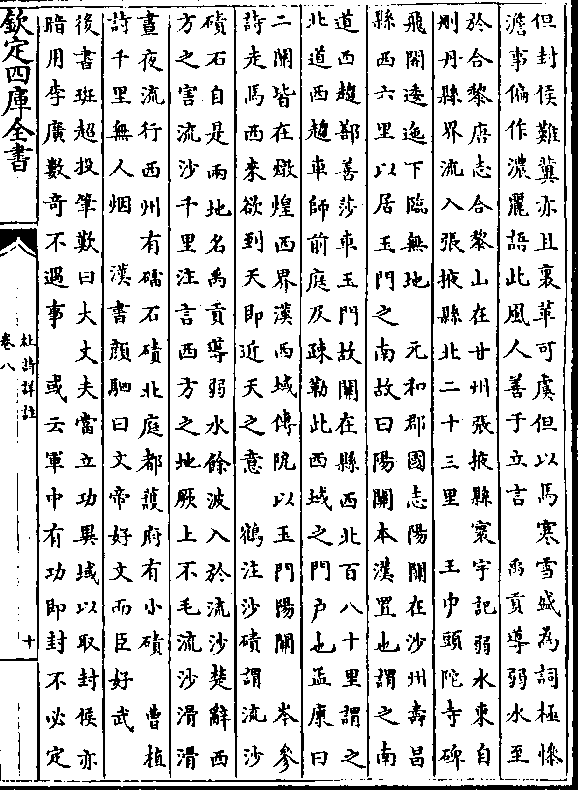 但封侯難冀亦且裹革可虞但以馬寒雪盛為詞極慘
澹事偏作濃麗語此風人善于立言　禹貢導弱水至
於合黎唐志合黎山在甘州張掖縣寰宇記弱水東自
刪丹縣界流入張掖縣北二十三里　王巾頭陀寺碑
飛閣逶迤下臨無地　元和郡國志陽關在沙州壽昌
縣西六里以居玉門之南故曰陽關本漢置也謂之南
道西趨鄯善莎車玉門故關在縣西北百八十里謂之
北道西趨車師前庭及疎勒此西域之門户也孟康曰
二關皆在燉煌西界漢西域傳阨以玉門陽關　岑參
詩走馬西来欲到天即近天之意　鶴注沙磧謂流沙
磧石自是兩地名禹貢導弱水餘波入於流沙楚辭西
方之害流沙千里注言西方之地厥上不毛流沙滑滑
晝夜流行西州有礌石磧北庭都護府有小磧　曹植
詩千里無人烟　漢書顔駟曰文帝好文而臣好武
後書班超投筆歎曰大丈夫當立功異域以取封侯亦
暗用李廣數奇不遇事　或云軍中有功即封不必定
欽定四庫全書
杜詩詳註
卷八
十